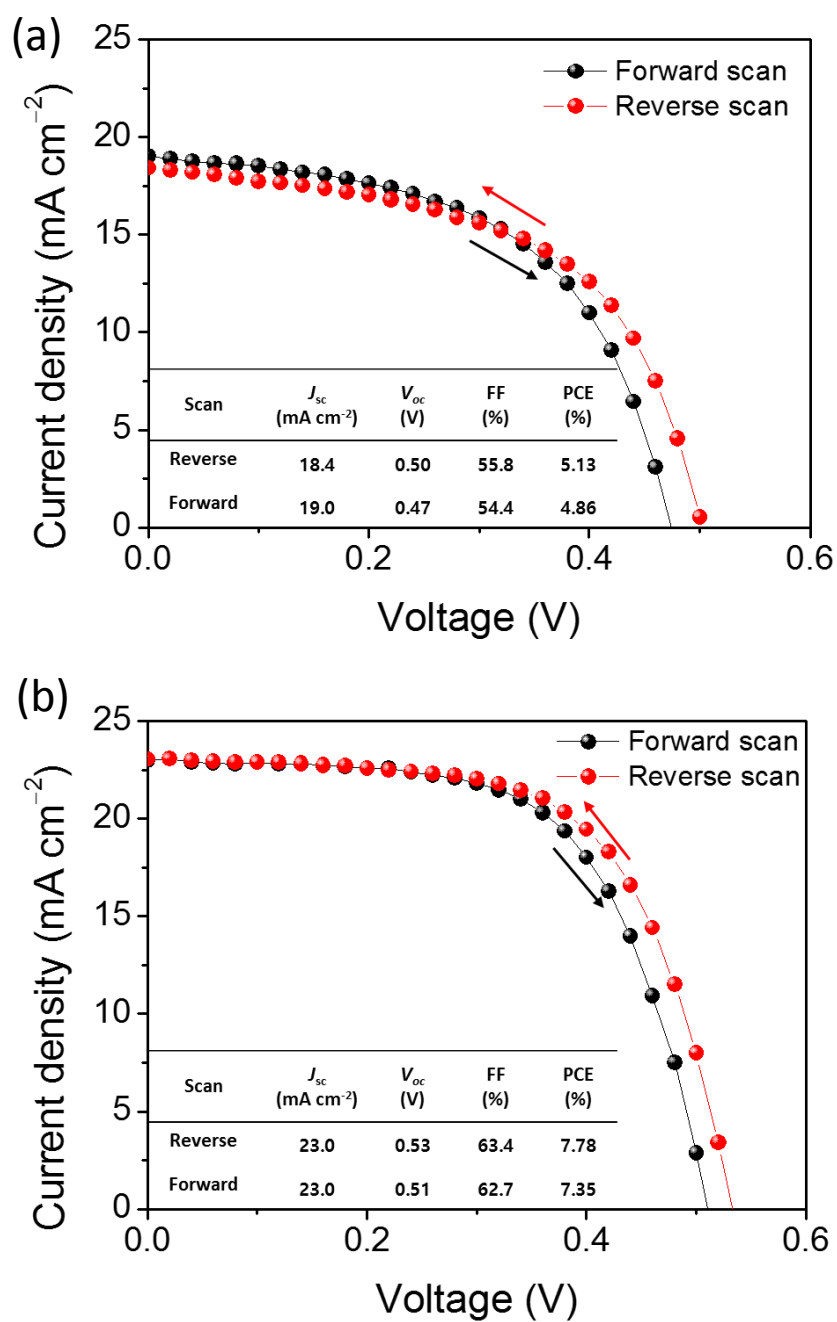 (a)
25
20
15
10
5
0
Current density (mA cm⁻²)
Forward scan
Reverse scan
Scan Jsc (mA cm⁻²) Voc (V) FF (%) PCE (%)
Reverse 18.4 0.50 55.8 5.13
Forward 19.0 0.47 54.4 4.86
0.0 0.2 0.4 0.6
Voltage (V)
(b)
25
20
15
10
5
0
Current density (mA cm⁻²)
Forward scan
Reverse scan
Scan Jsc (mA cm⁻²) Voc (V) FF (%) PCE (%)
Reverse 23.0 0.53 63.4 7.78
Forward 23.0 0.51 62.7 7.35
0.0 0.2 0.4 0.6
Voltage (V)